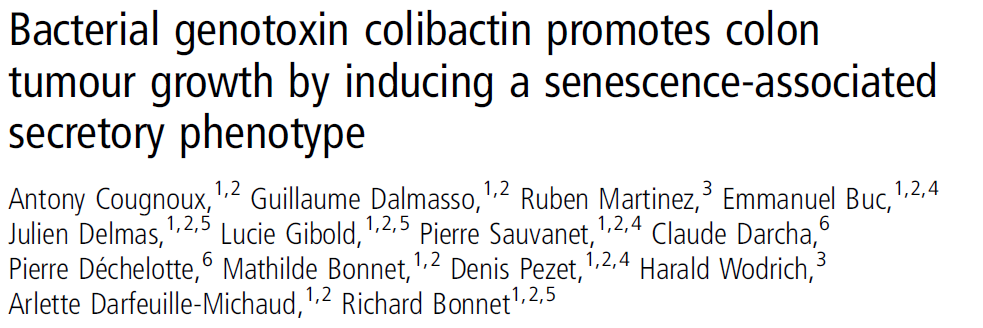 Bacterial genotoxin colibactin promotes colon
tumour growth by inducing a senescence-associated
secretory phenotype
Antony Cougnoux,1,2 Guillaume Dalmasso,1,2 Ruben Martinez,3 Emmanuel Buc,1,2,4
Julien Delmas,1,2,5 Lucie Gibold,1,2,5 Pierre Sauvanet,1,2,4 Claude Darcha,6
Pierre Déchelotte,6 Mathilde Bonnet,1,2 Denis Pezet,1,2,4 Harald Wodrich,3
Arlette Darfeuille-Michaud,1,2 Richard Bonnet1,2,5